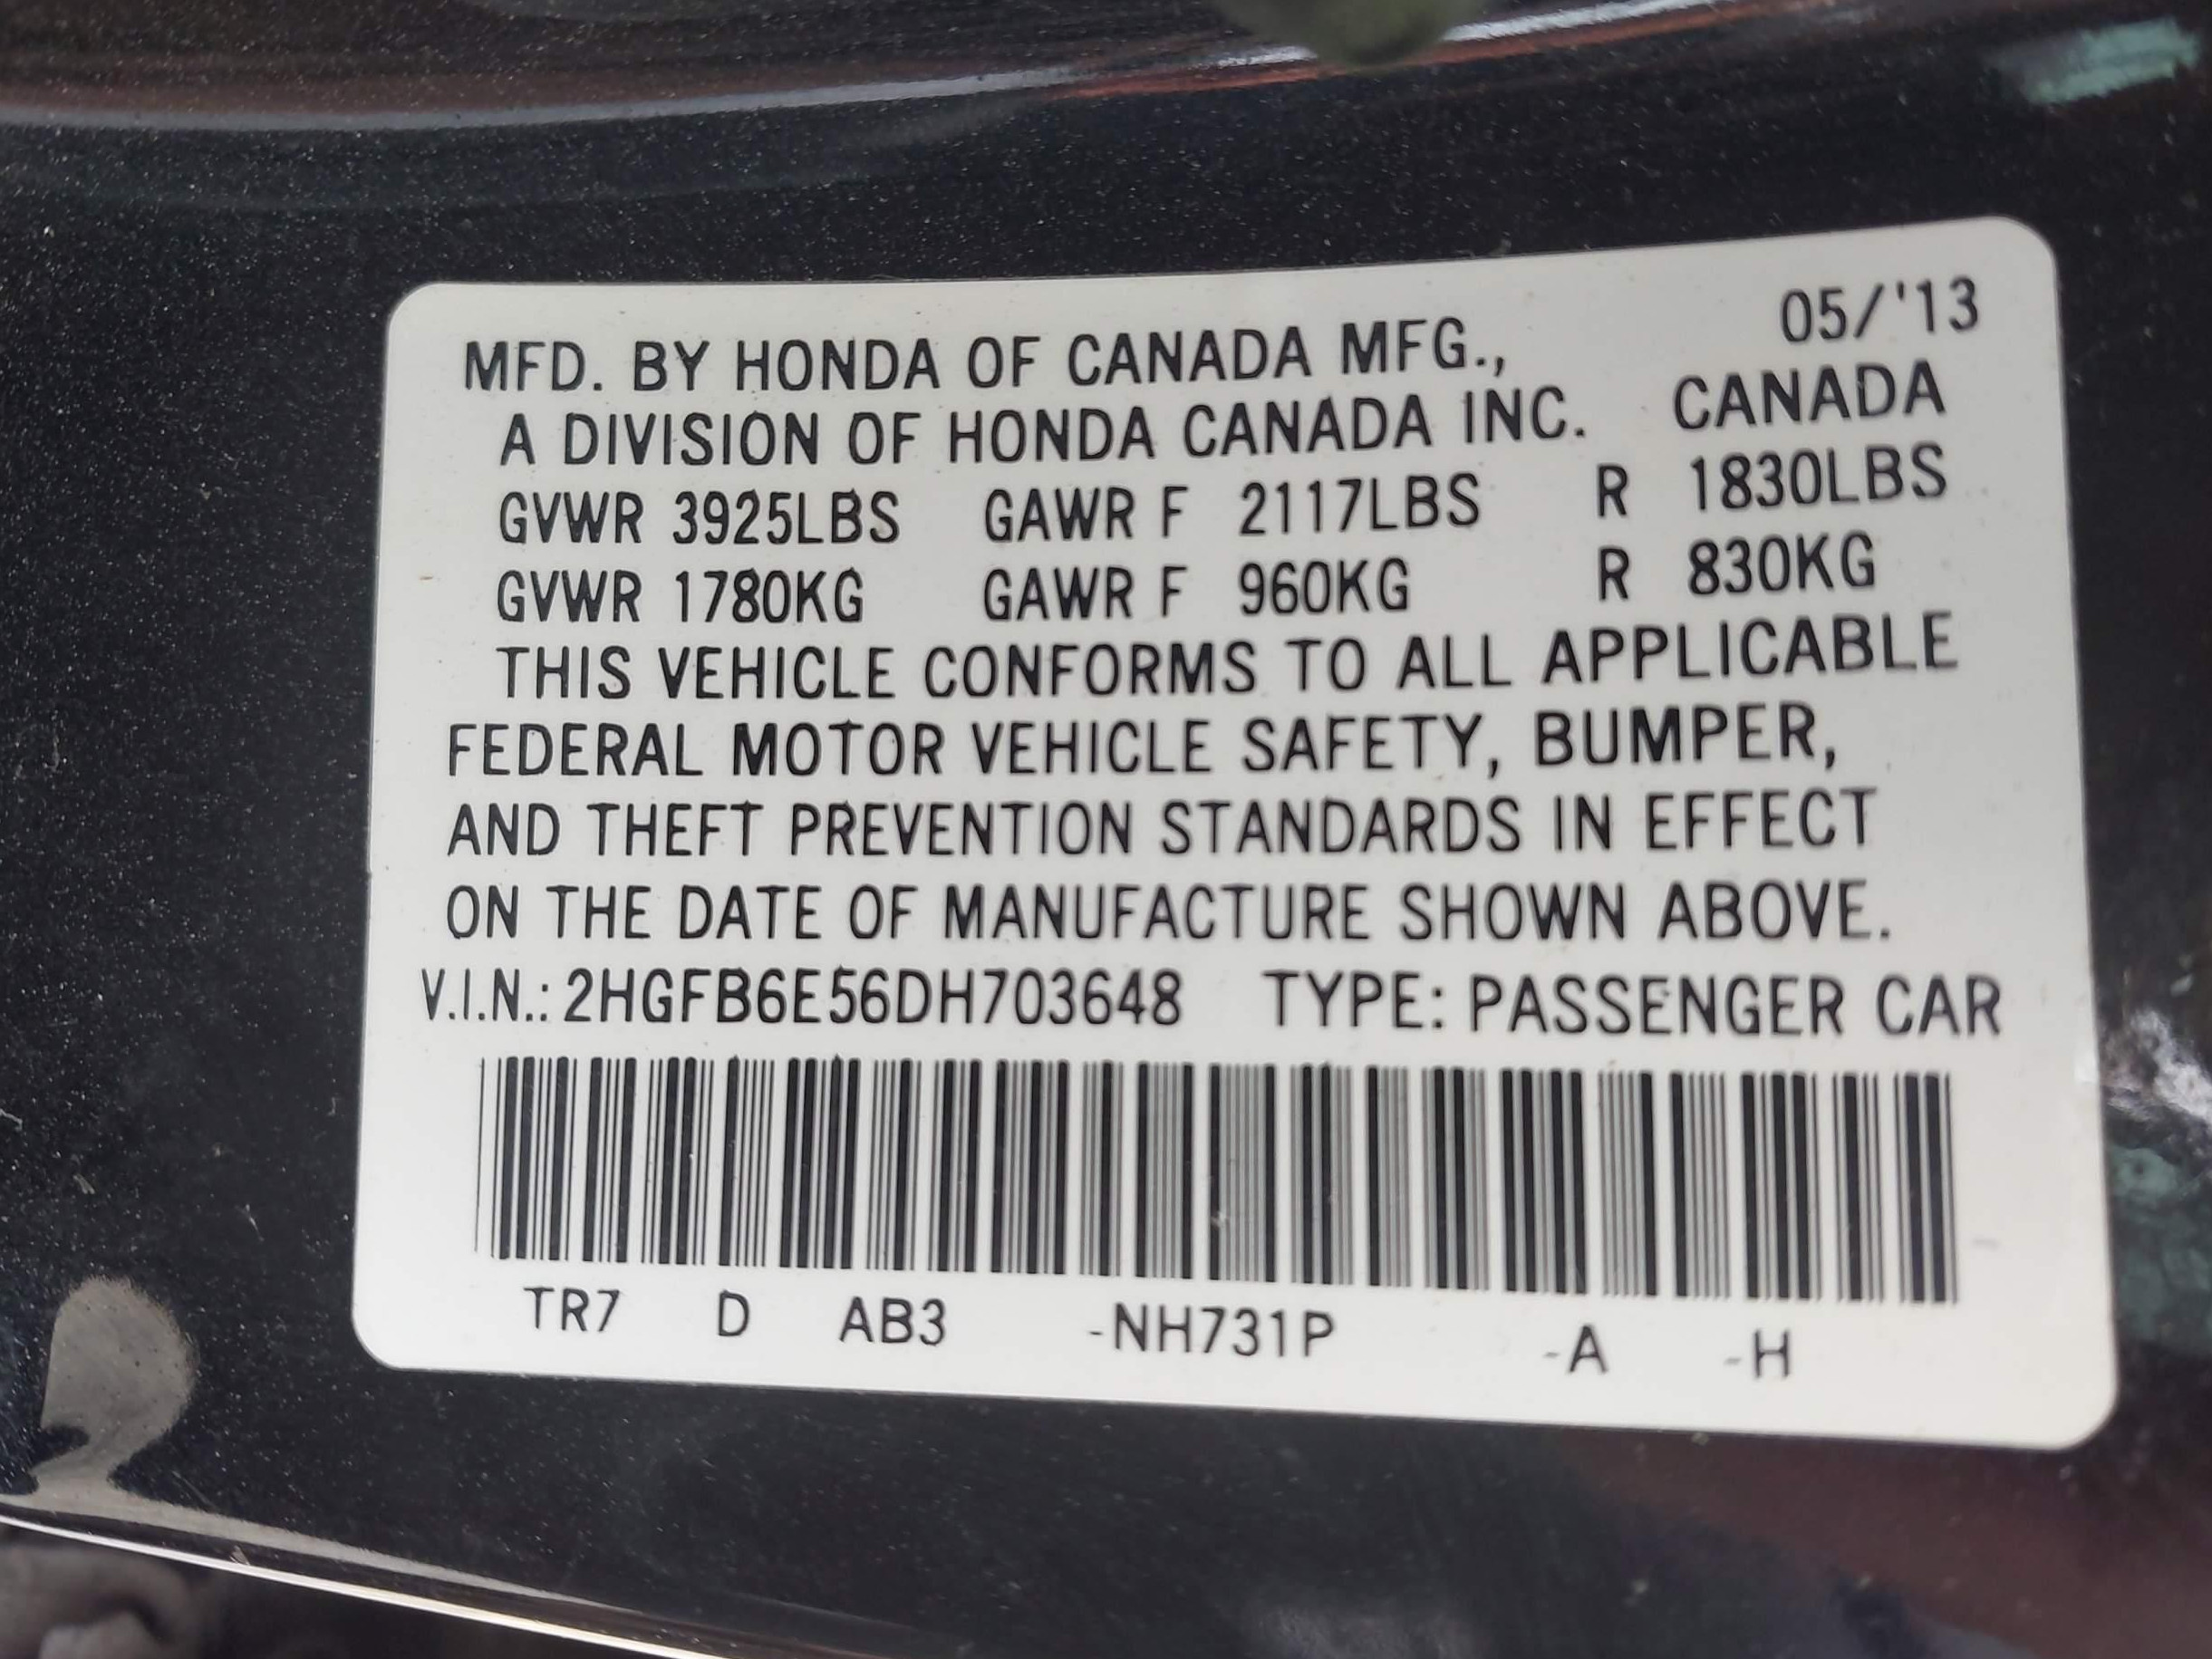 05/'13
MFD. BY HONDA OF CANADA MFG.,
A DIVISION OF HONDA CANADA INC. CANADA
GVWR 3925LBS GAWR F 2117LBS R 1830LBS
GVWR 1780KG GAWR F 960KG R 830KG
THIS VEHICLE CONFORMS TO ALL APPLICABLE
FEDERAL MOTOR VEHICLE SAFETY, BUMPER,
AND THEFT PREVENTION STANDARDS IN EFFECT
ON THE DATE OF MANUFACTURE SHOWN ABOVE.
V.I.N.: 2HGFB6E56DH703648 TYPE: PASSENGER CAR
TR7 D AB3 -NH731P -A -H